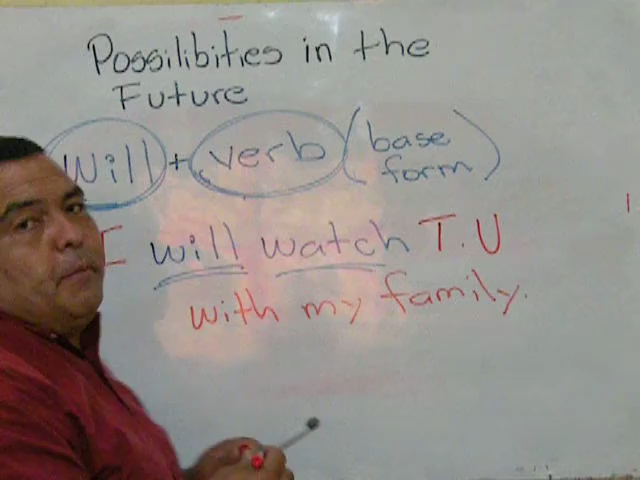 Possilibities in the
Future
Will + verb (base
form)
I will watch T.U
with my family.